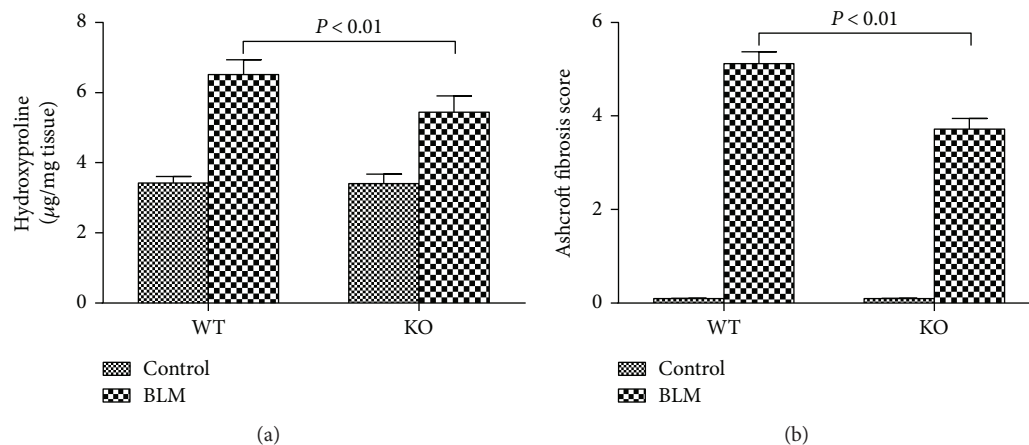 8
6
4
2
0
Hydroxyproline
(μg/mg tissue)
P < 0.01
WT
KO
Control
BLM
(a)
6
4
2
0
Ashcroft fibrosis score
P < 0.01
WT
KO
Control
BLM
(b)